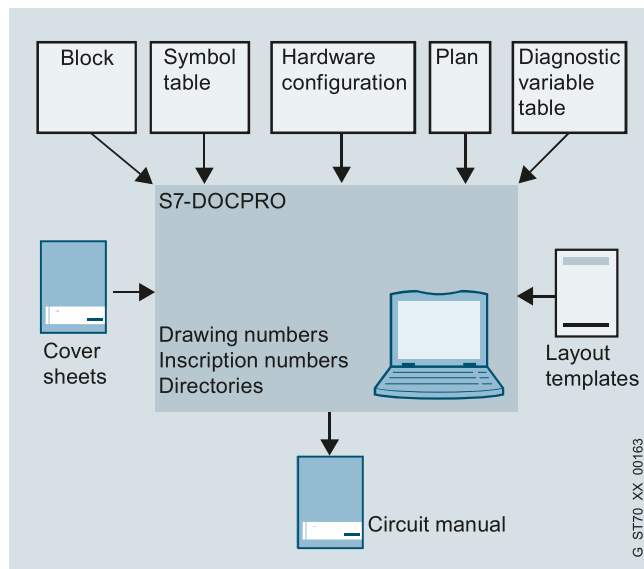 Block
Symbol
table
Hardware
configuration
Plan
Diagnostic
variable
table
S7-DOCPRO
Cover
sheets
Drawing numbers
Inscription numbers
Directories
Layout
templates
Circuit manual
G_ST70_XX_00163